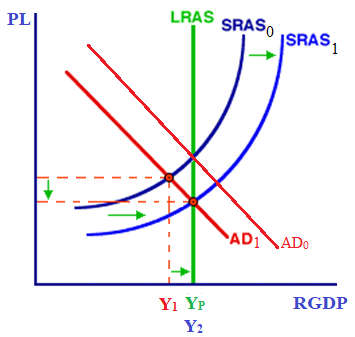 PL
LRAS
SRAS0
SRAS1
AD1
AD0
Y1
YP
RGDP
Y2